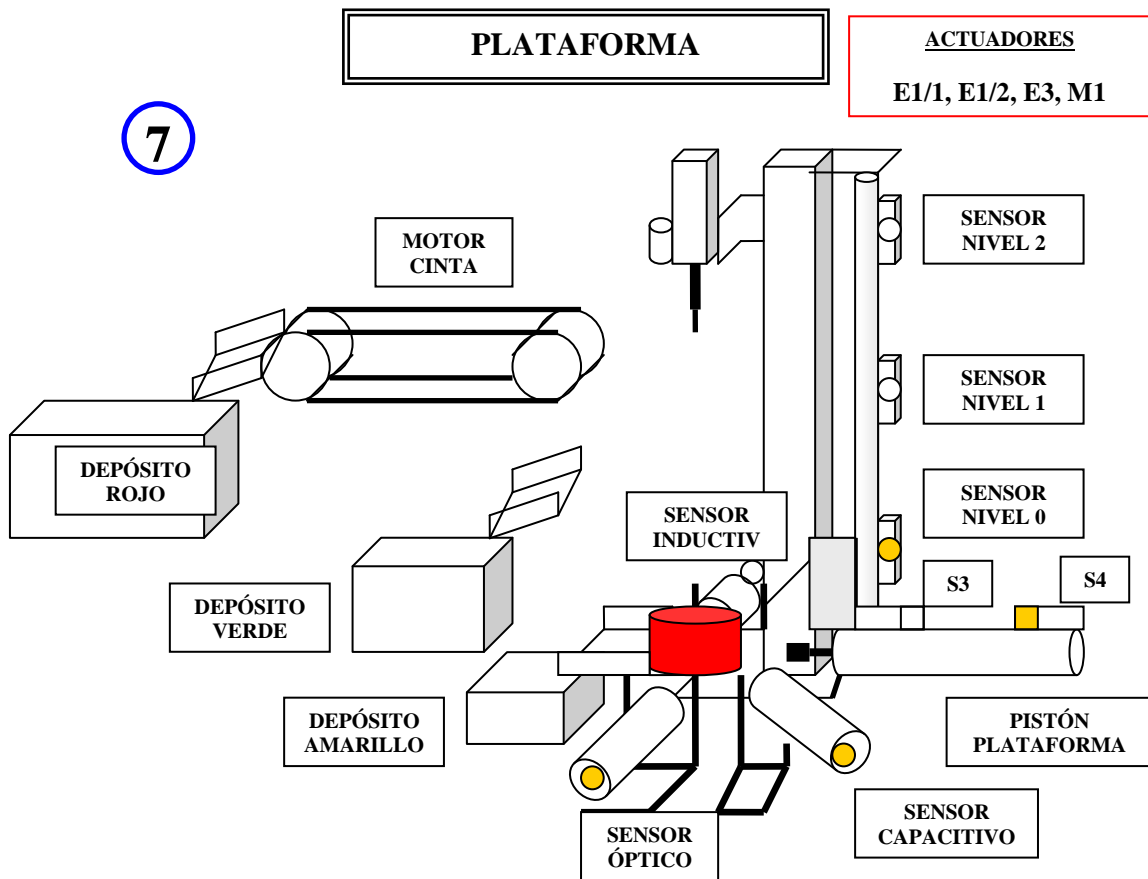 PLATAFORMA
ACTUADORES
E1/1, E1/2, E3, M1
7
MOTOR
CINTA
SENSOR
NIVEL 2
SENSOR
NIVEL 1
DEPÓSITO
ROJO
SENSOR
INDUCTIV
SENSOR
NIVEL 0
S3
S4
DEPÓSITO
VERDE
DEPÓSITO
AMARILLO
PISTÓN
PLATAFORMA
SENSOR
ÓPTICO
SENSOR
CAPACITIVO